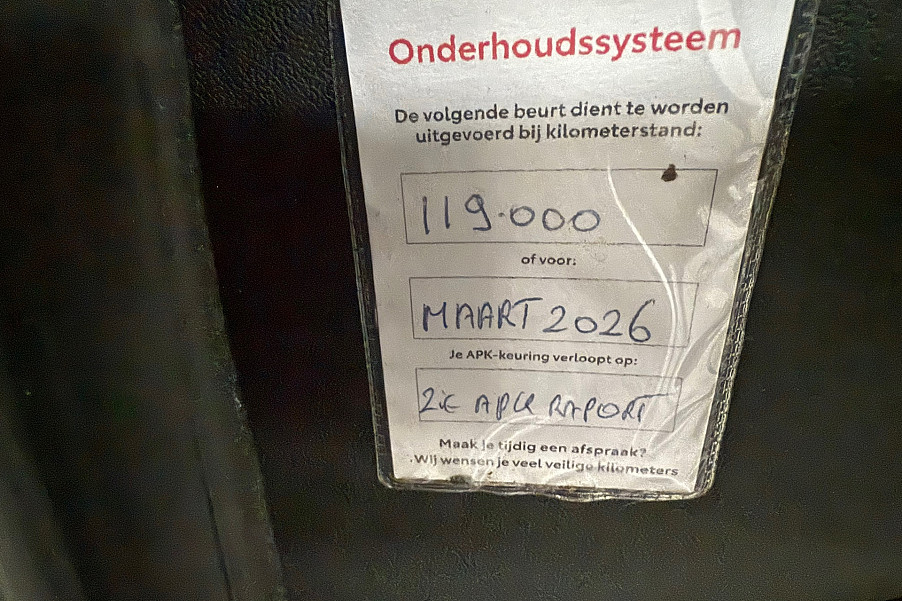 Onderhoudssysteem
De volgende beurt dient te worden
uitgevoerd bij kilometerstand:
119.000
of voor:
MAART 2026
Je APK-keuring verloopt op:
ZIE APK RAPORT
Maak je tijdig een afspraak?
Wij wensen je veel veilige kilometers